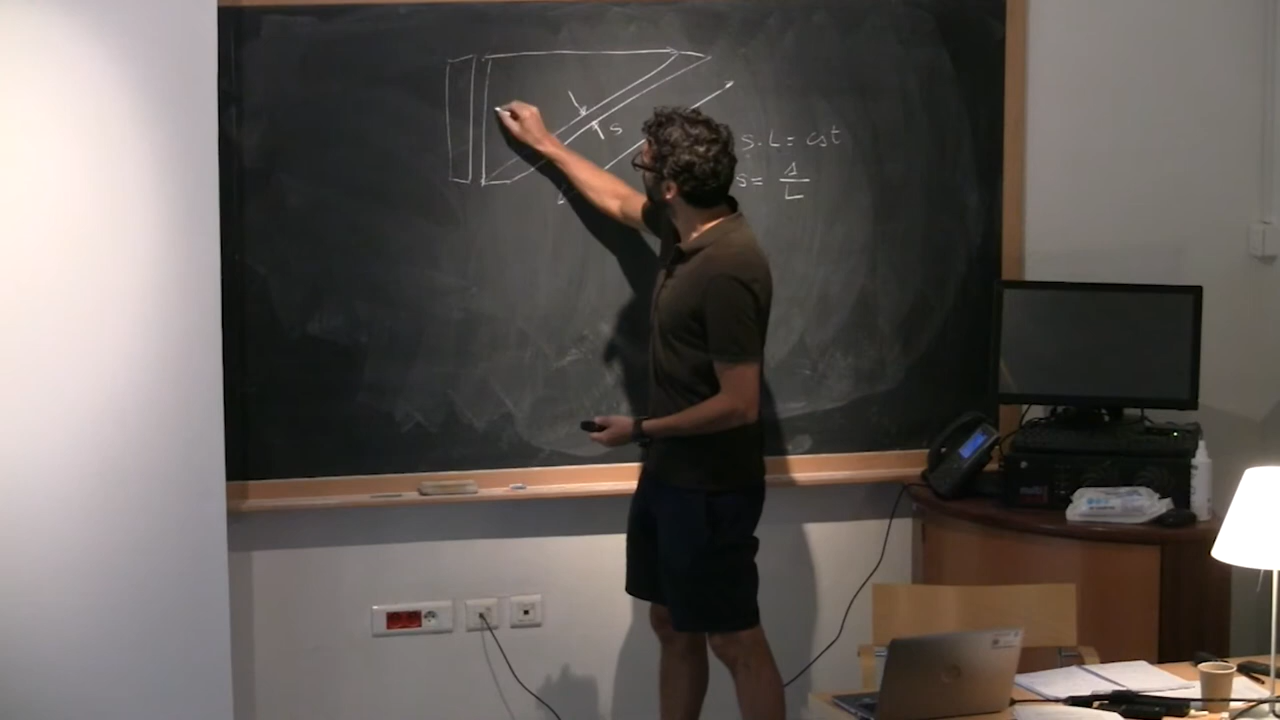 s
s.L = cst
s = 1/L